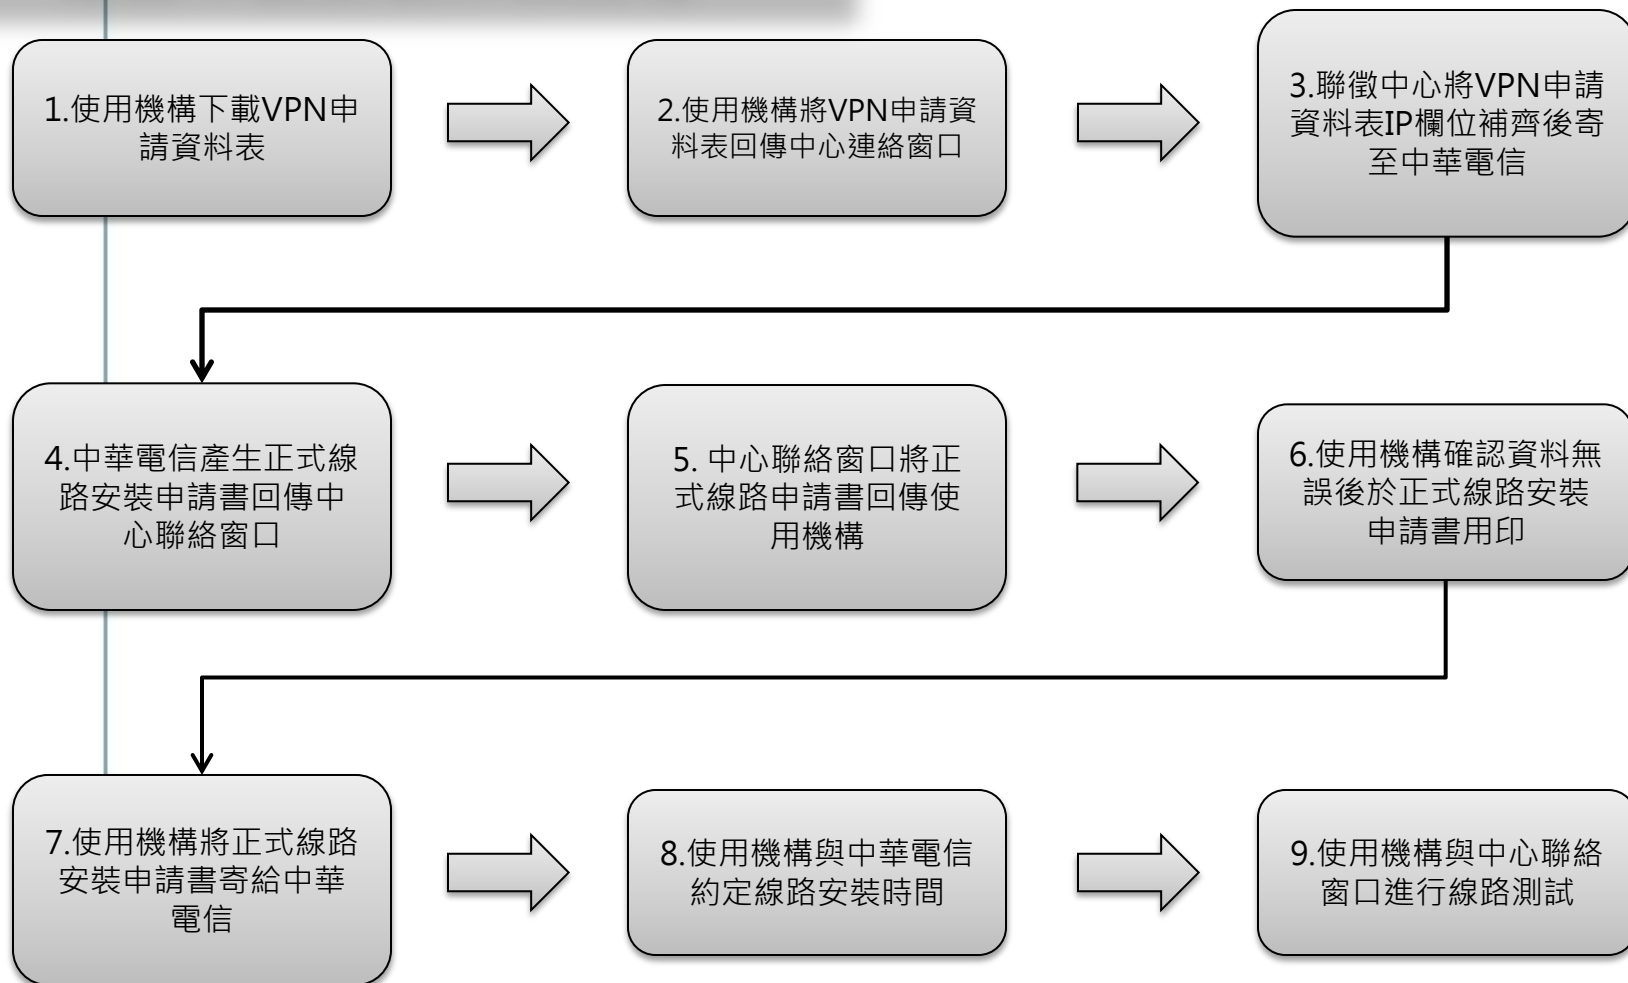 1.使用機構下載VPN申
請資料表
2.使用機構將VPN申請資
料表回傳中心連絡窗口
3.聯徵中心將VPN申請
資料表IP欄位補齊後寄
至中華電信
4.中華電信產生正式線
路安裝申請書回傳中
心聯絡窗口
5. 中心聯絡窗口將正
式線路申請書回傳使
用機構
6.使用機構確認資料無
誤後於正式線路安裝
申請書用印
7.使用機構將正式線路
安裝申請書寄給中華
電信
8.使用機構與中華電信
約定線路安裝時間
9.使用機構與中心聯絡
窗口進行線路測試